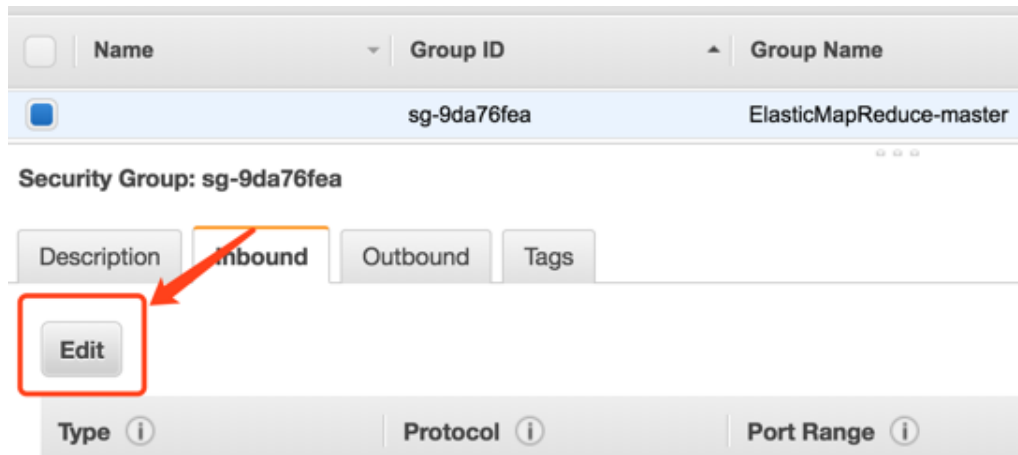 Name Group ID Group Name
sg-9da76fea ElasticMapReduce-master
Security Group: sg-9da76fea
Description Inbound Outbound Tags
Edit
Type i Protocol i Port Range i